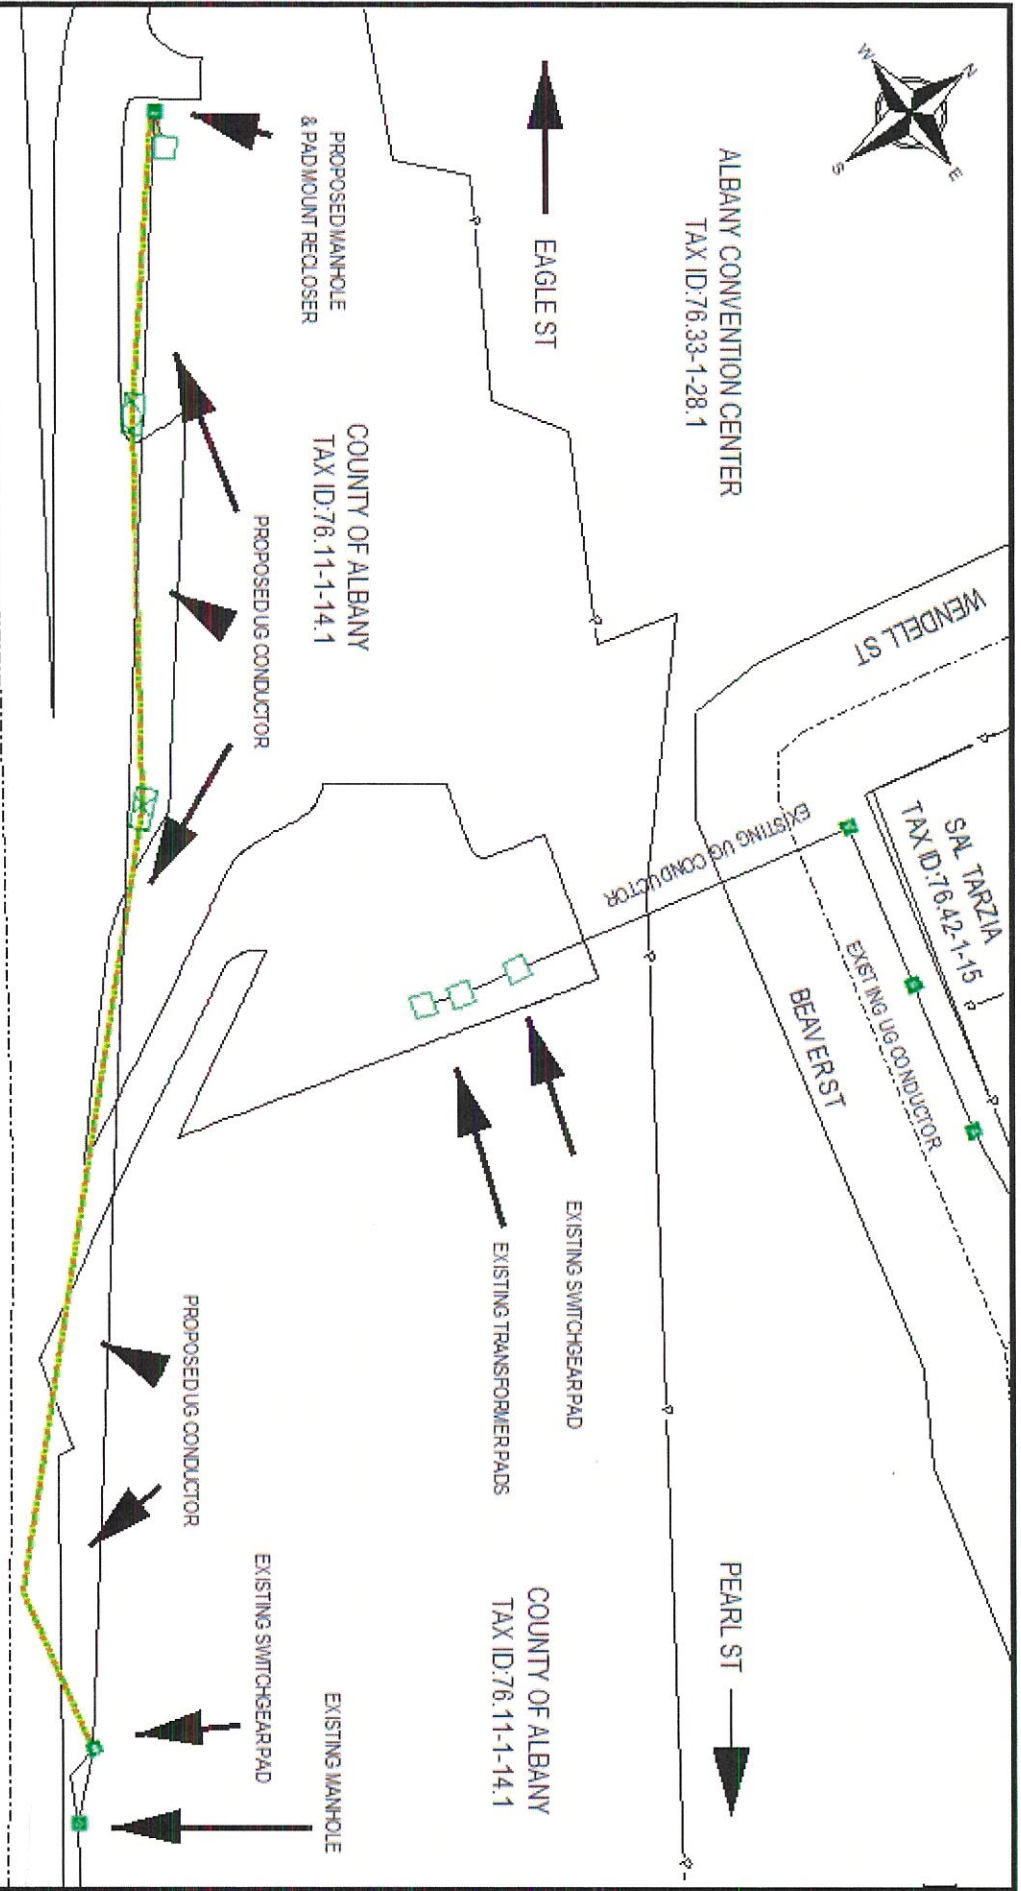 N
W
E
S
ALBANY CONVENTION CENTER
TAX ID:76.33-1-28.1
EAGLE ST
WENDELL ST
SAL TARZIA
TAX ID:76.42-1-15
EXISTING UG CONDUCTOR
EXISTING UG CONDUCTOR
BEAVER ST
PEARL ST
PROPOSED MANHOLE
& PADMOUNT RECLOSER
COUNTY OF ALBANY
TAX ID:76.11-1-14.1
PROPOSED UG CONDUCTOR
EXISTING SWITCHGEAR PAD
EXISTING TRANSFORMER PADS
COUNTY OF ALBANY
TAX ID:76.11-1-14.1
PROPOSED UG CONDUCTOR
EXISTING SWITCHGEAR PAD
EXISTING MANHOLE